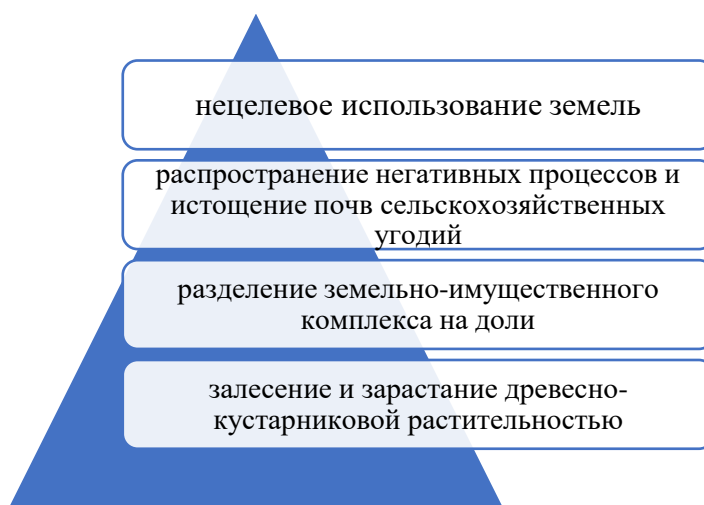 нецелевое использование земель
распространение негативных процессов и
истощение почв сельскохозяйственных
угодий
разделение земельно-имущественного
комплекса на доли
залесение и зарастание древесно-
кустарниковой растительностью